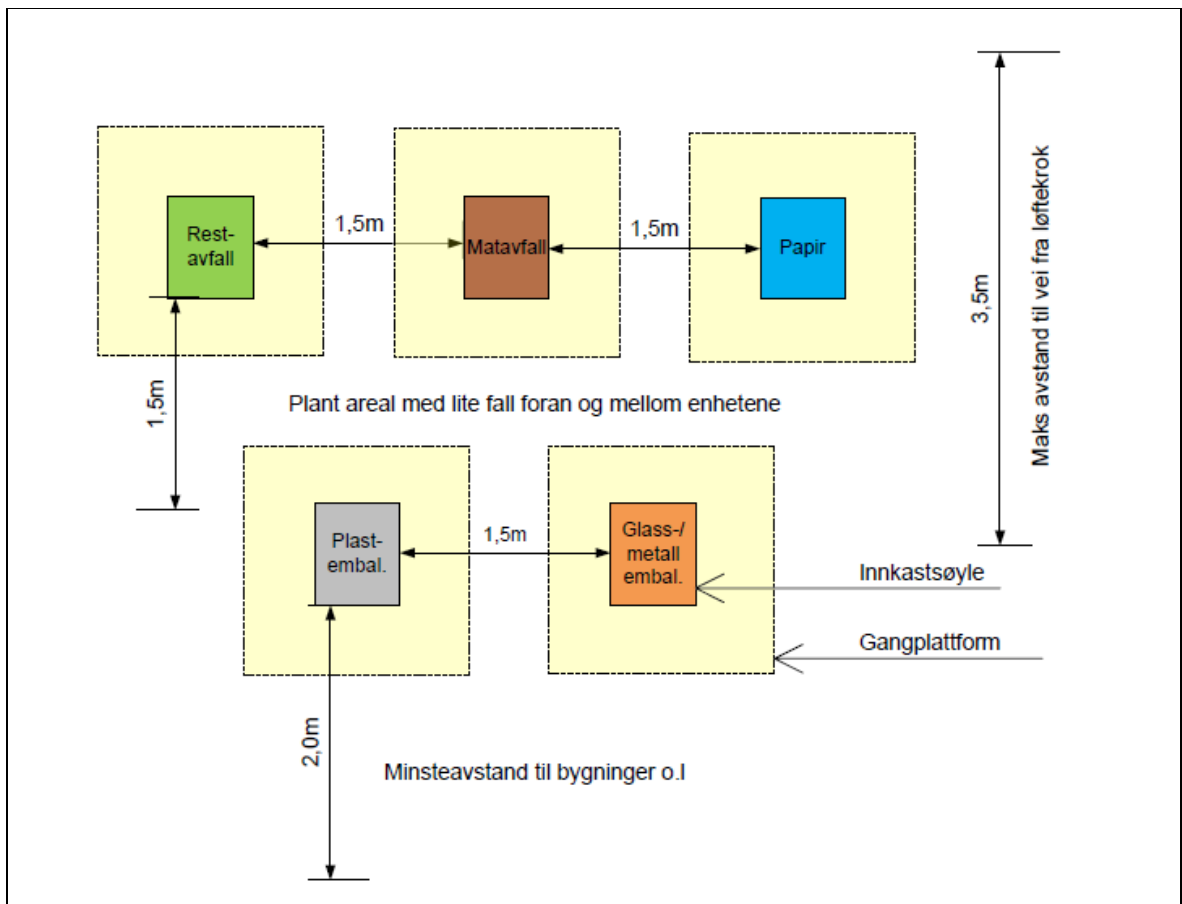 Rest-
avfall
1,5m
Matavfall
1,5m
Papir
3,5m
Maks avstand til vei fra løftekrok
1,5m
Plant areal med lite fall foran og mellom enhetene
Plast-
embal.
1,5m
Glass-/
metall
embal.
Innkastsøyle
Gangplattform
2,0m
Minsteavstand til bygninger o.l